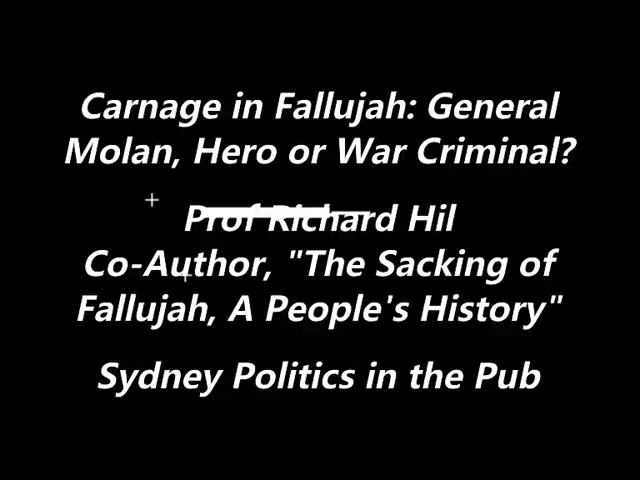 Carnage in Fallujah: General
Molan, Hero or War Criminal?
Prof Richard Hil
Co-Author, "The Sacking of
Fallujah, A People's History"
Sydney Politics in the Pub